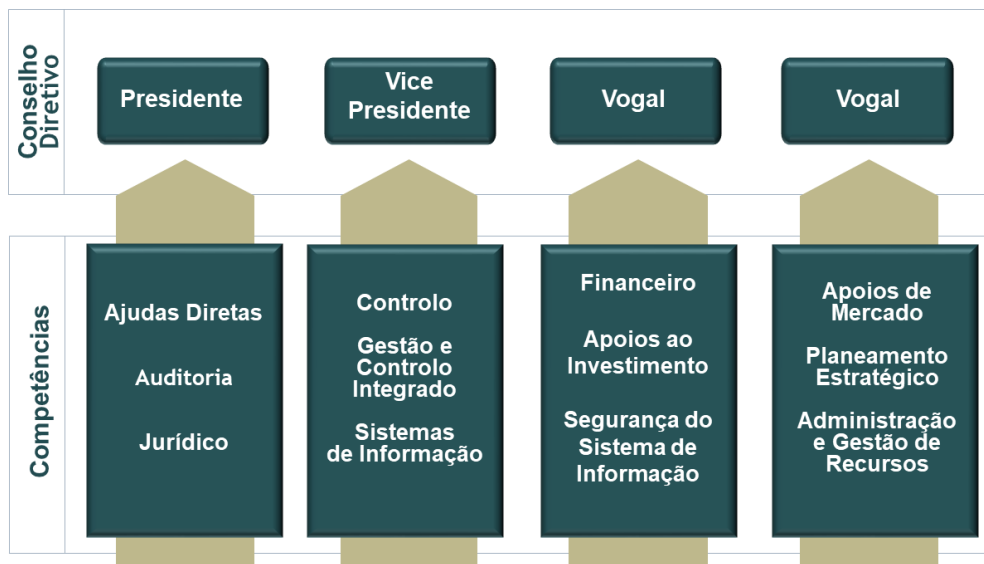 Conselho
Diretivo
Presidente
Vice
Presidente
Vogal
Vogal
Competências
Ajudas Diretas
Auditoria
Jurídico
Controlo
Gestão e
Controlo
Integrado
Sistemas
de Informação
Financeiro
Apoios ao
Investimento
Segurança do
Sistema de
Informação
Apoios de
Mercado
Planeamento
Estratégico
Administração
e Gestão de
Recursos